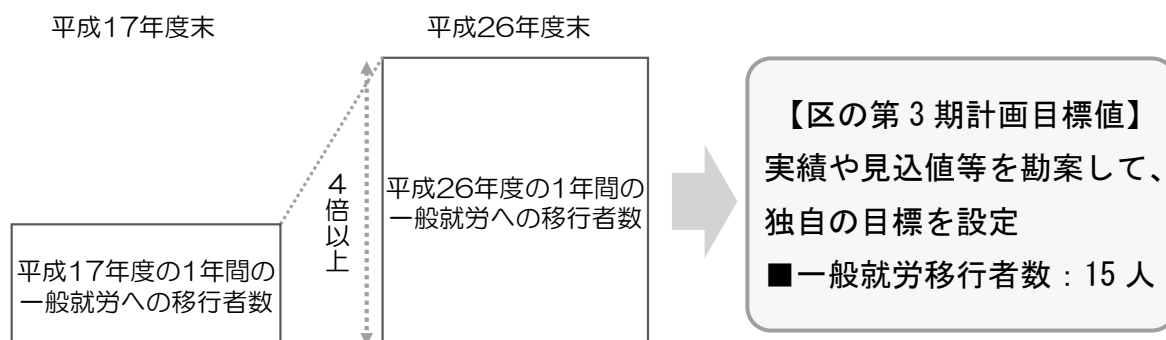 平成17年度末
平成26年度末
平成17年度の1年間の
一般就労への移行者数
4倍以上
平成26年度の1年間の
一般就労への移行者数
【区の第3期計画目標値】
実績や見込値等を勘案して、
独自の目標を設定
■一般就労移行者数：15人